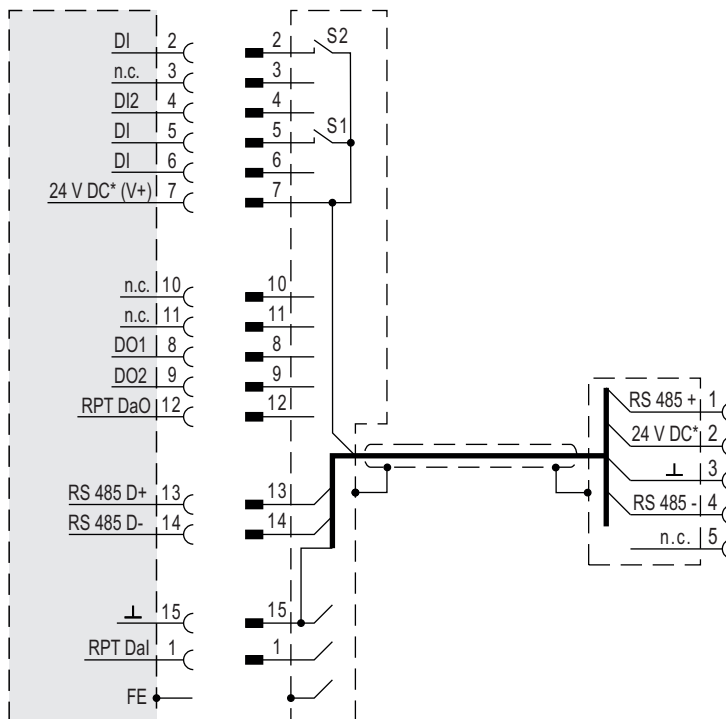 DI 2 2 S2
n.c. 3 3
DI2 4 4
DI 5 5 S1
DI 6 6
24 V DC* (V+) 7 7
n.c. 10 10
n.c. 11 11
DO1 8 8
DO2 9 9
RPT DaO 12 12
RS 485 + 1
24 V DC* 2
⊥ 3
RS 485 - 4
n.c. 5
RS 485 D+ 13 13
RS 485 D- 14 14
⊥ 15 15
RPT DaI 1 1
FE